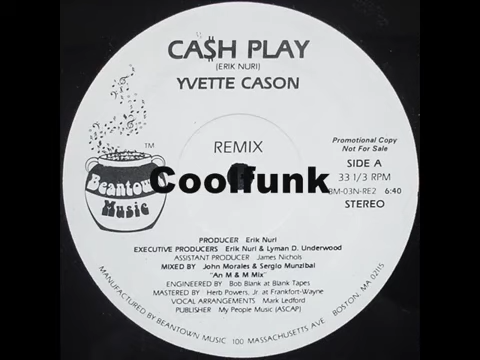 CA$H PLAY
(ERIK NURI)
YVETTE CASON
REMIX
Promotional Copy
Not For Sale
SIDE A
33 1/3 RPM
BM-03N-RE2 6:40
STEREO
TM
Beantown
Music
Coolfunk
PRODUCER Erik Nuri
EXECUTIVE PRODUCERS Erik Nuri & Lyman D. Underwood
ASSISTANT PRODUCER James Nichols
MIXED BY John Morales & Sergio Munzibai
"An M & M Mix"
ENGINEERED BY Bob Blank at Blank Tapes
MASTERED BY Herb Powers, Jr. at Frankfort-Wayne
VOCAL ARRANGEMENTS Mark Ledford
PUBLISHER My People Music (ASCAP)
MANUFACTURED BY BEANTOWN MUSIC 100 MASSACHUSETTS AVE. BOSTON, MA 02115